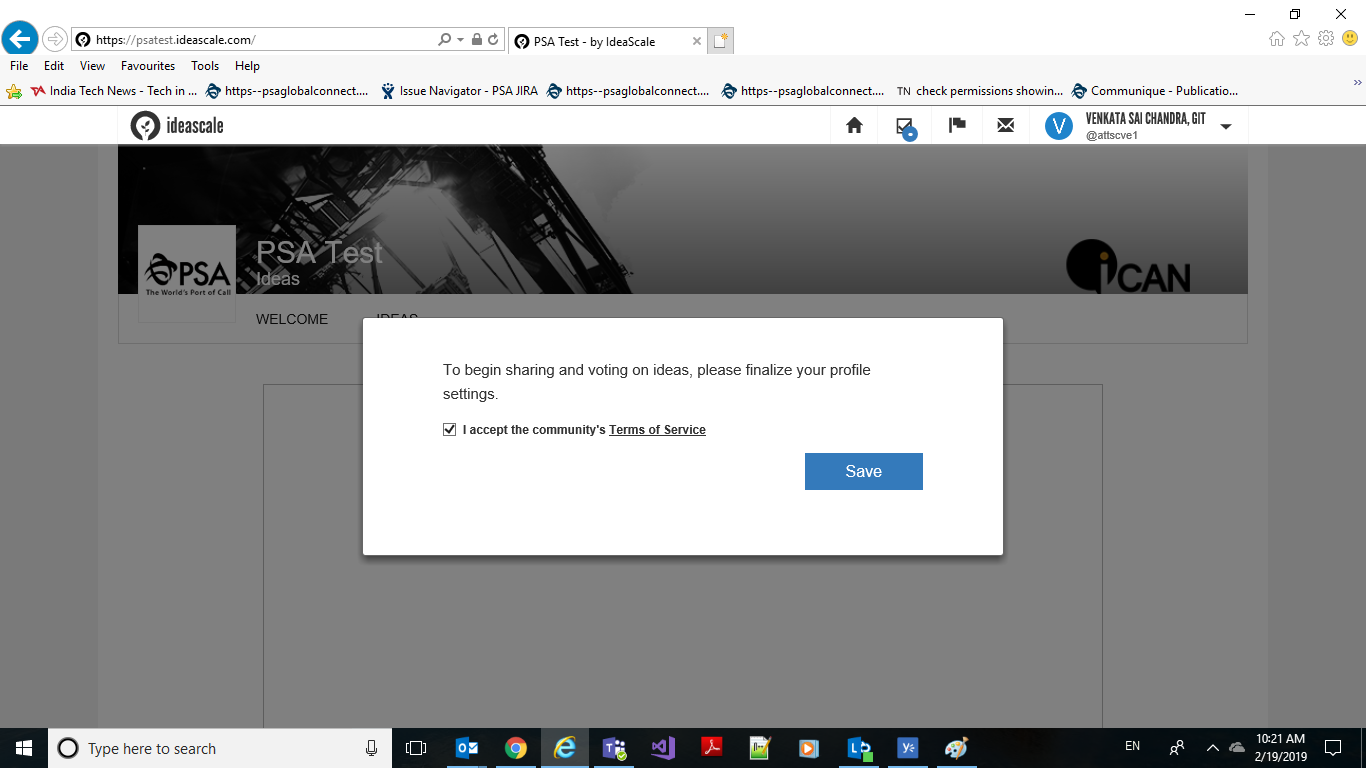 https://psatest.ideascale.com/
PSA Test - by IdeaScale
File Edit View Favourites Tools Help
India Tech News - Tech in ... https--psaglobalconnect.... Issue Navigator - PSA JIRA https--psaglobalconnect.... https--psaglobalconnect.... TN check permissions showin... Communique - Publicatio...
ideascale
V
VENKATA SAI CHANDRA, GIT
@attscve1
PSA
The World's Port of Call
PSA Test
Ideas
iCAN
WELCOME IDEAS
To begin sharing and voting on ideas, please finalize your profile
settings.
I accept the community's Terms of Service
Save
Type here to search
EN
10:21 AM
2/19/2019